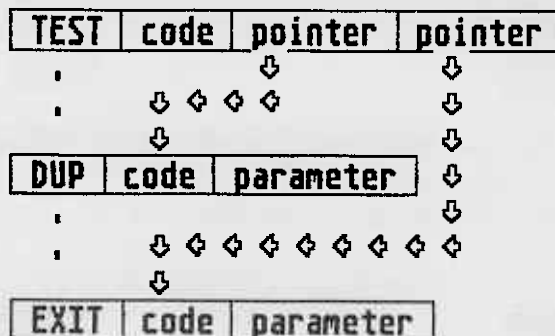 TEST code pointer pointer
DUP code parameter
EXIT code parameter